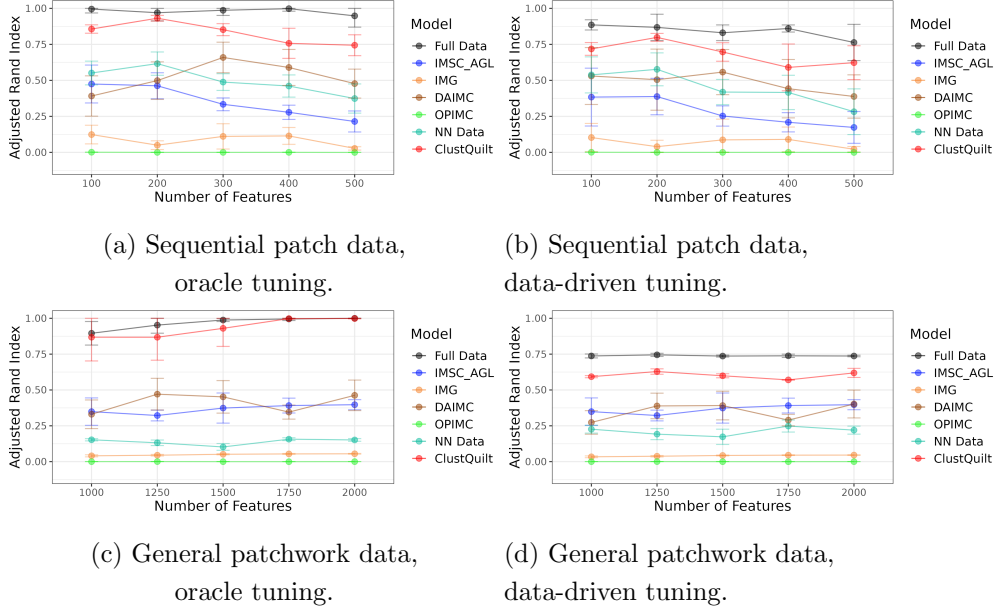 Adjusted Rand Index
1.00
0.75
0.50
0.25
0.00
100 200 300 400 500
Number of Features
Model
Full Data
IMSC_AGL
IMG
DAIMC
OPIMC
NN Data
ClustQuilt
(a) Sequential patch data,
oracle tuning.
Adjusted Rand Index
1.00
0.75
0.50
0.25
0.00
100 200 300 400 500
Number of Features
Model
Full Data
IMSC_AGL
IMG
DAIMC
OPIMC
NN Data
ClustQuilt
(b) Sequential patch data,
data-driven tuning.
Adjusted Rand Index
1.00
0.75
0.50
0.25
0.00
1000 1250 1500 1750 2000
Number of Features
Model
Full Data
IMSC_AGL
IMG
DAIMC
OPIMC
NN Data
ClustQuilt
(c) General patchwork data,
oracle tuning.
Adjusted Rand Index
1.00
0.75
0.50
0.25
0.00
1000 1250 1500 1750 2000
Number of Features
Model
Full Data
IMSC_AGL
IMG
DAIMC
OPIMC
NN Data
ClustQuilt
(d) General patchwork data,
data-driven tuning.